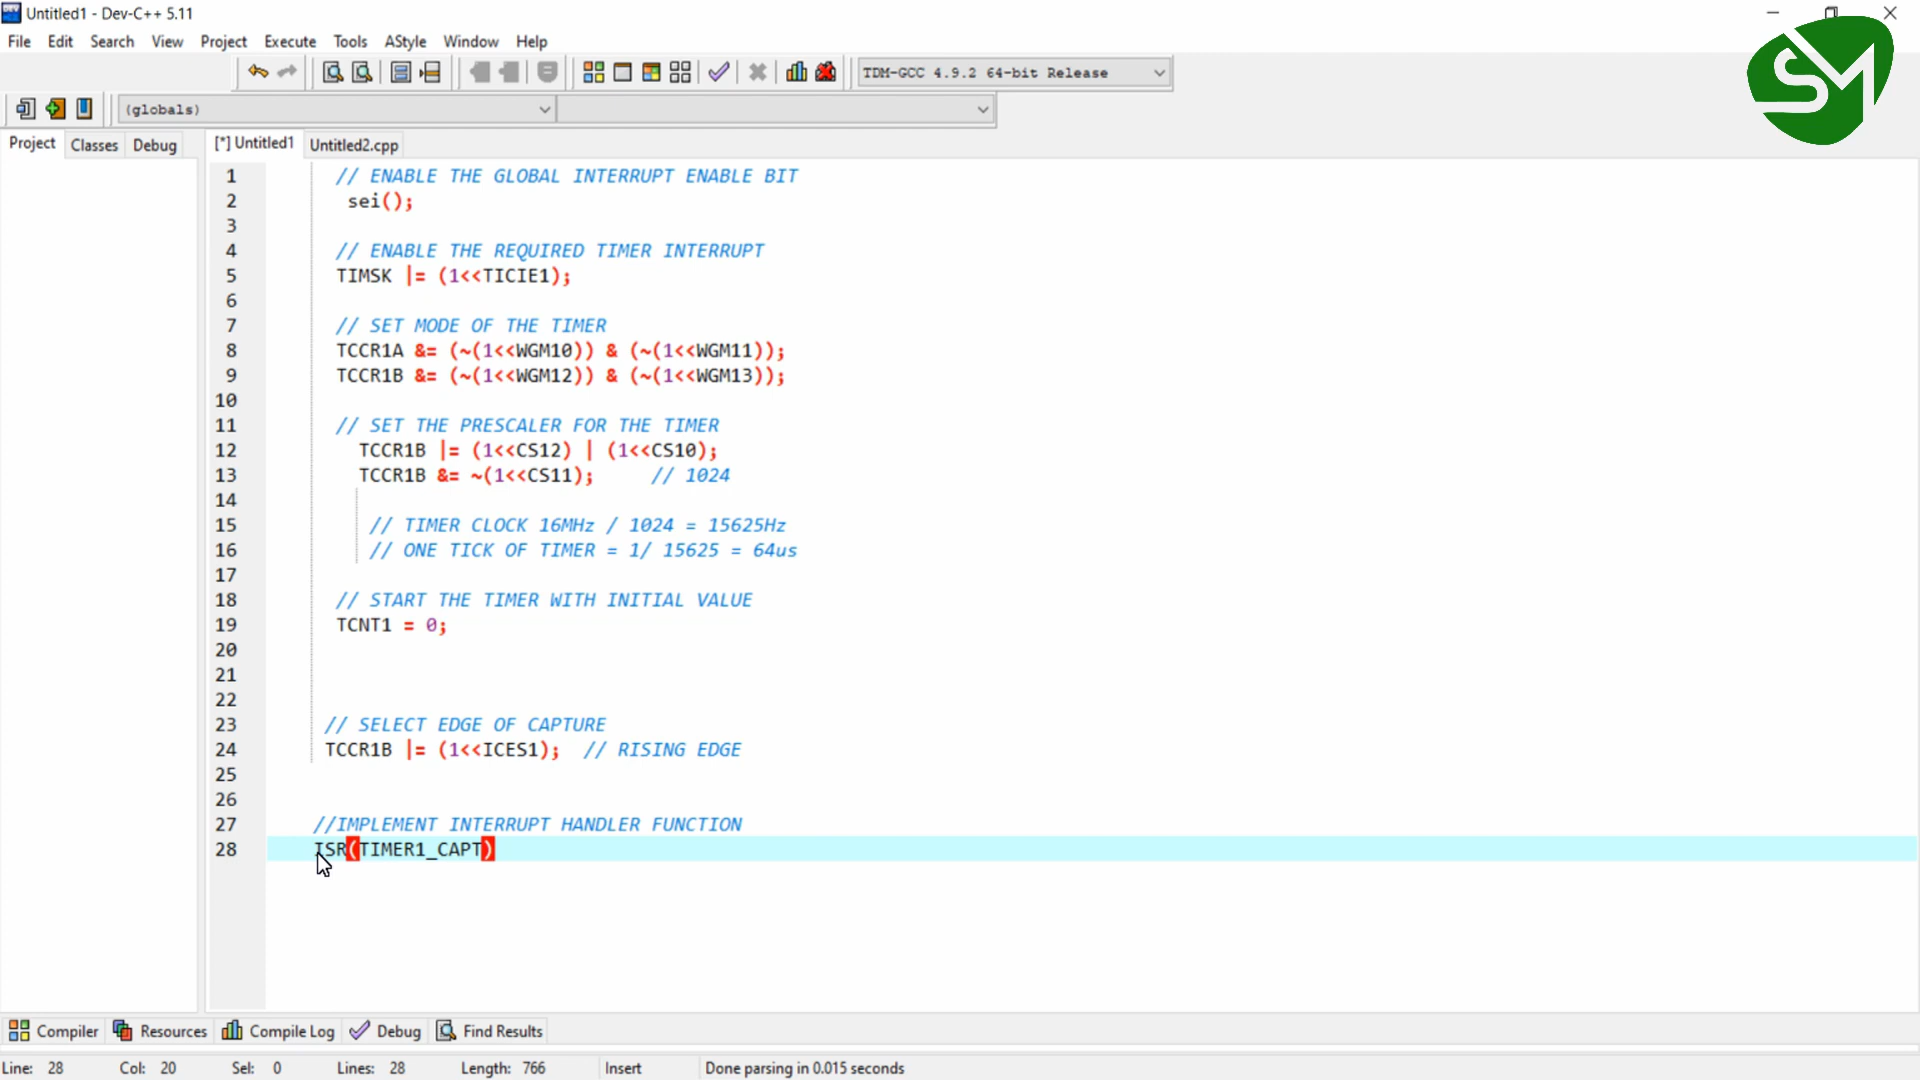 Untitled1 - Dev-C++ 5.11
File Edit Search View Project Execute Tools AStyle Window Help
TDM-GCC 4.9.2 64-bit Release
SM
(globals)
Project Classes Debug [*] Untitled1 Untitled2.cpp
1 // ENABLE THE GLOBAL INTERRUPT ENABLE BIT
2 sei();
3
4 // ENABLE THE REQUIRED TIMER INTERRUPT
5 TIMSK |= (1<<TICIE1);
6
7 // SET MODE OF THE TIMER
8 TCCR1A &= (~(1<<WGM10)) & (~(1<<WGM11));
9 TCCR1B &= (~(1<<WGM12)) & (~(1<<WGM13));
10
11 // SET THE PRESCALER FOR THE TIMER
12 TCCR1B |= (1<<CS12) | (1<<CS10);
13 TCCR1B &= ~(1<<CS11); // 1024
14
15 // TIMER CLOCK 16MHz / 1024 = 15625Hz
16 // ONE TICK OF TIMER = 1/ 15625 = 64us
17
18 // START THE TIMER WITH INITIAL VALUE
19 TCNT1 = 0;
20
21
22
23 // SELECT EDGE OF CAPTURE
24 TCCR1B |= (1<<ICES1); // RISING EDGE
25
26
27 //IMPLEMENT INTERRUPT HANDLER FUNCTION
28 ISR(TIMER1_CAPT)
Compiler Resources Compile Log Debug Find Results
Line: 28 Col: 20 Sel: 0 Lines: 28 Length: 766 Insert Done parsing in 0.015 seconds